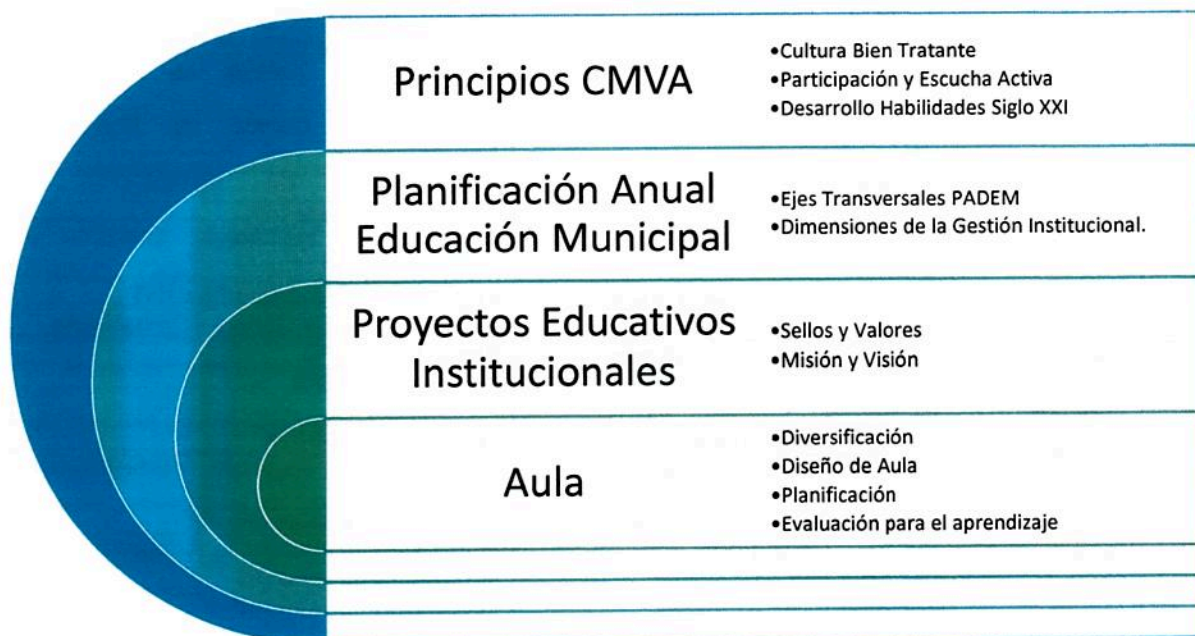 Principios CMVA
•Cultura Bien Tratante
•Participación y Escucha Activa
•Desarrollo Habilidades Siglo XXI
Planificación Anual
Educación Municipal
•Ejes Transversales PADEM
•Dimensiones de la Gestión Institucional.
Proyectos Educativos
Institucionales
•Sellos y Valores
•Misión y Visión
Aula
•Diversificación
•Diseño de Aula
•Planificación
•Evaluación para el aprendizaje